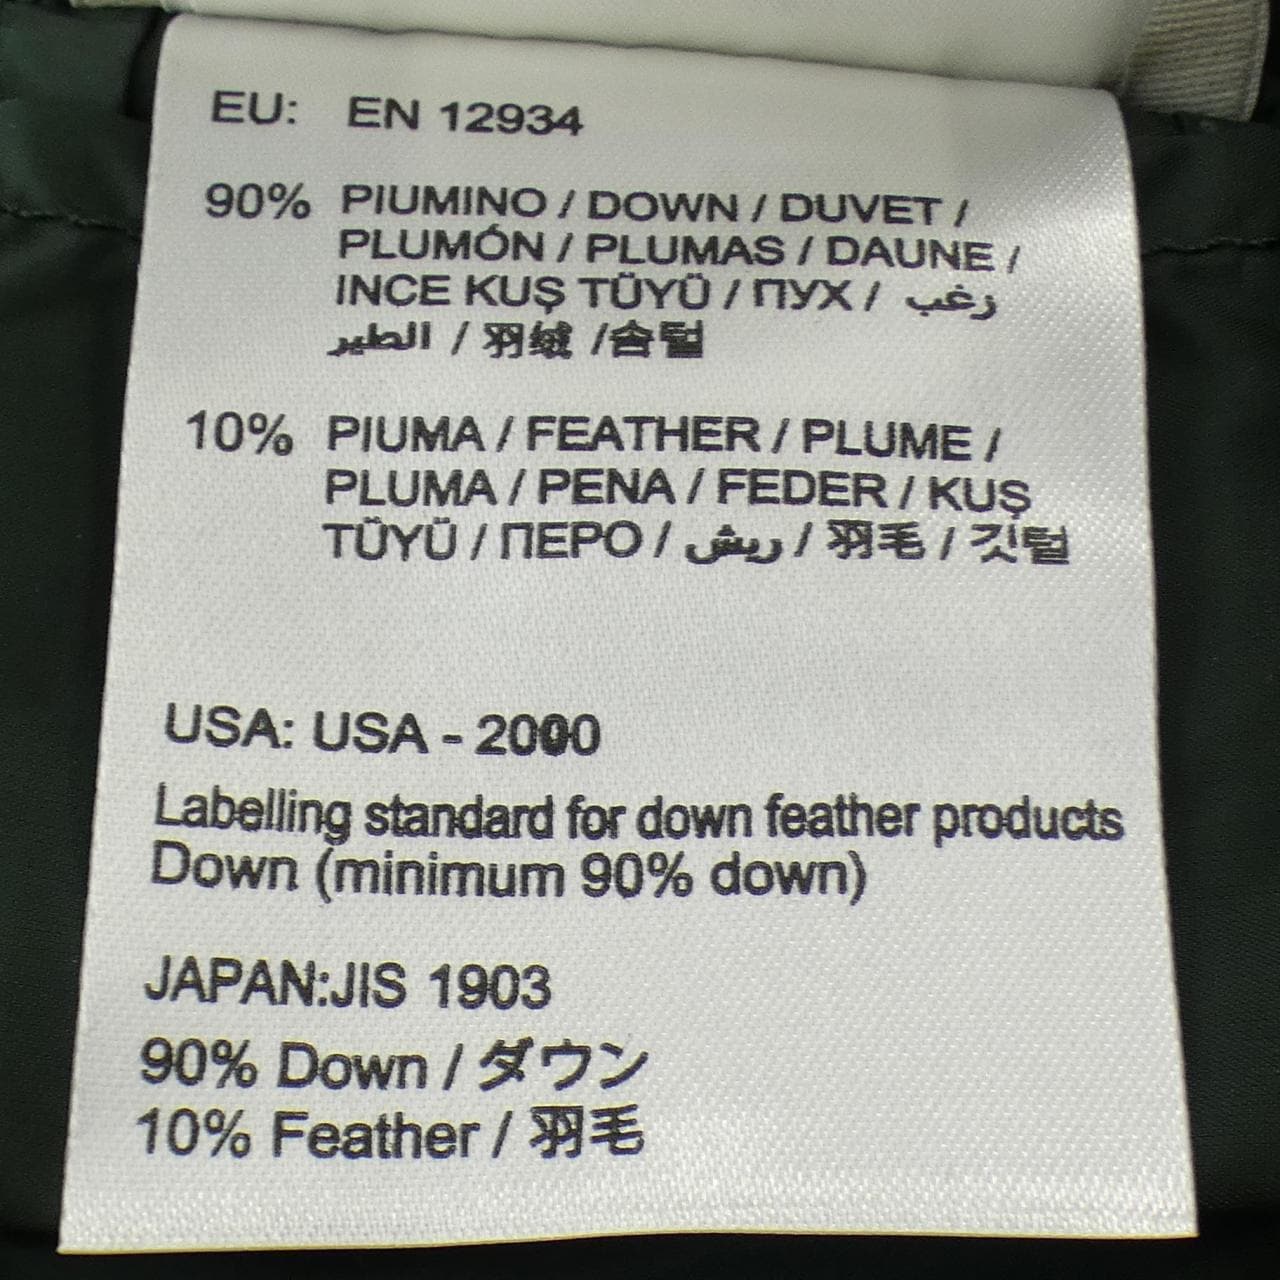 EU: EN 12934
90% PIUMINO / DOWN / DUVET /
PLUMÓN / PLUMAS / DAUNE /
INCE KUŞ TÜYÜ / ПУХ / زغب
الطير / 羽绒 /솜털
10% PIUMA / FEATHER / PLUME /
PLUMA / PENA / FEDER / KUŞ
TÜYÜ / ПЕРО / ريش / 羽毛 / 깃털
USA: USA - 2000
Labelling standard for down feather products
Down (minimum 90% down)
JAPAN:JIS 1903
90% Down / ダウン
10% Feather / 羽毛